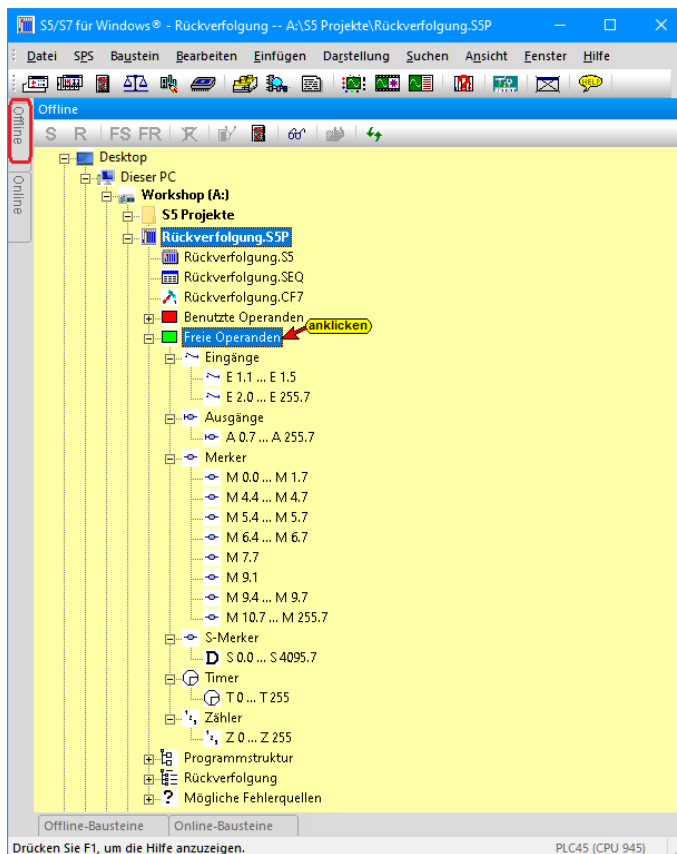 S5/S7 für Windows® - Rückverfolgung -- A:\S5 Projekte\Rückverfolgung.S5P
Datei SPS Baustein Bearbeiten Einfügen Darstellung Suchen Ansicht Fenster Hilfe
HELP
Offline
Offline
Online
S R FS FR
Desktop
Dieser PC
Workshop (A:)
S5 Projekte
Rückverfolgung.S5P
Rückverfolgung.S5
Rückverfolgung.SEQ
Rückverfolgung.CF7
Benutzte Operanden
anklicken
Freie Operanden
Eingänge
E 1.1 ... E 1.5
E 2.0 ... E 255.7
Ausgänge
A 0.7 ... A 255.7
Merker
M 0.0 ... M 1.7
M 4.4 ... M 4.7
M 5.4 ... M 5.7
M 6.4 ... M 6.7
M 7.7
M 9.1
M 9.4 ... M 9.7
M 10.7 ... M 255.7
S-Merker
D S 0.0 ... S 4095.7
Timer
T 0 ... T 255
Zähler
Z 0 ... Z 255
Programmstruktur
Rückverfolgung
? Mögliche Fehlerquellen
Offline-Bausteine Online-Bausteine
Drücken Sie F1, um die Hilfe anzuzeigen. PLC45 (CPU 945)